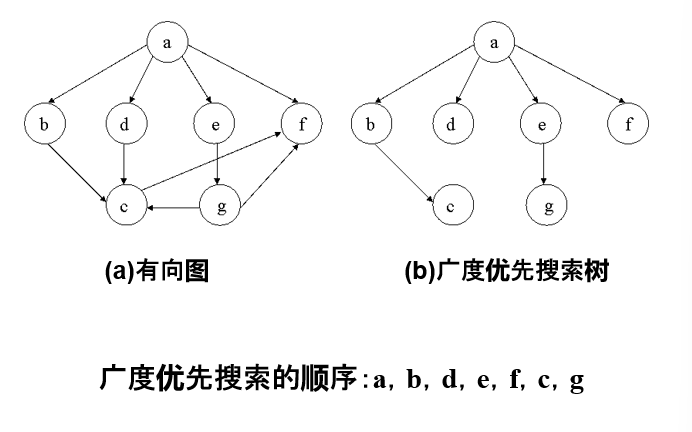 a a
b d e f b d e f
c g c g
(a)有向图 (b)广度优先搜索树
广度优先搜索的顺序:a, b, d, e, f, c, g